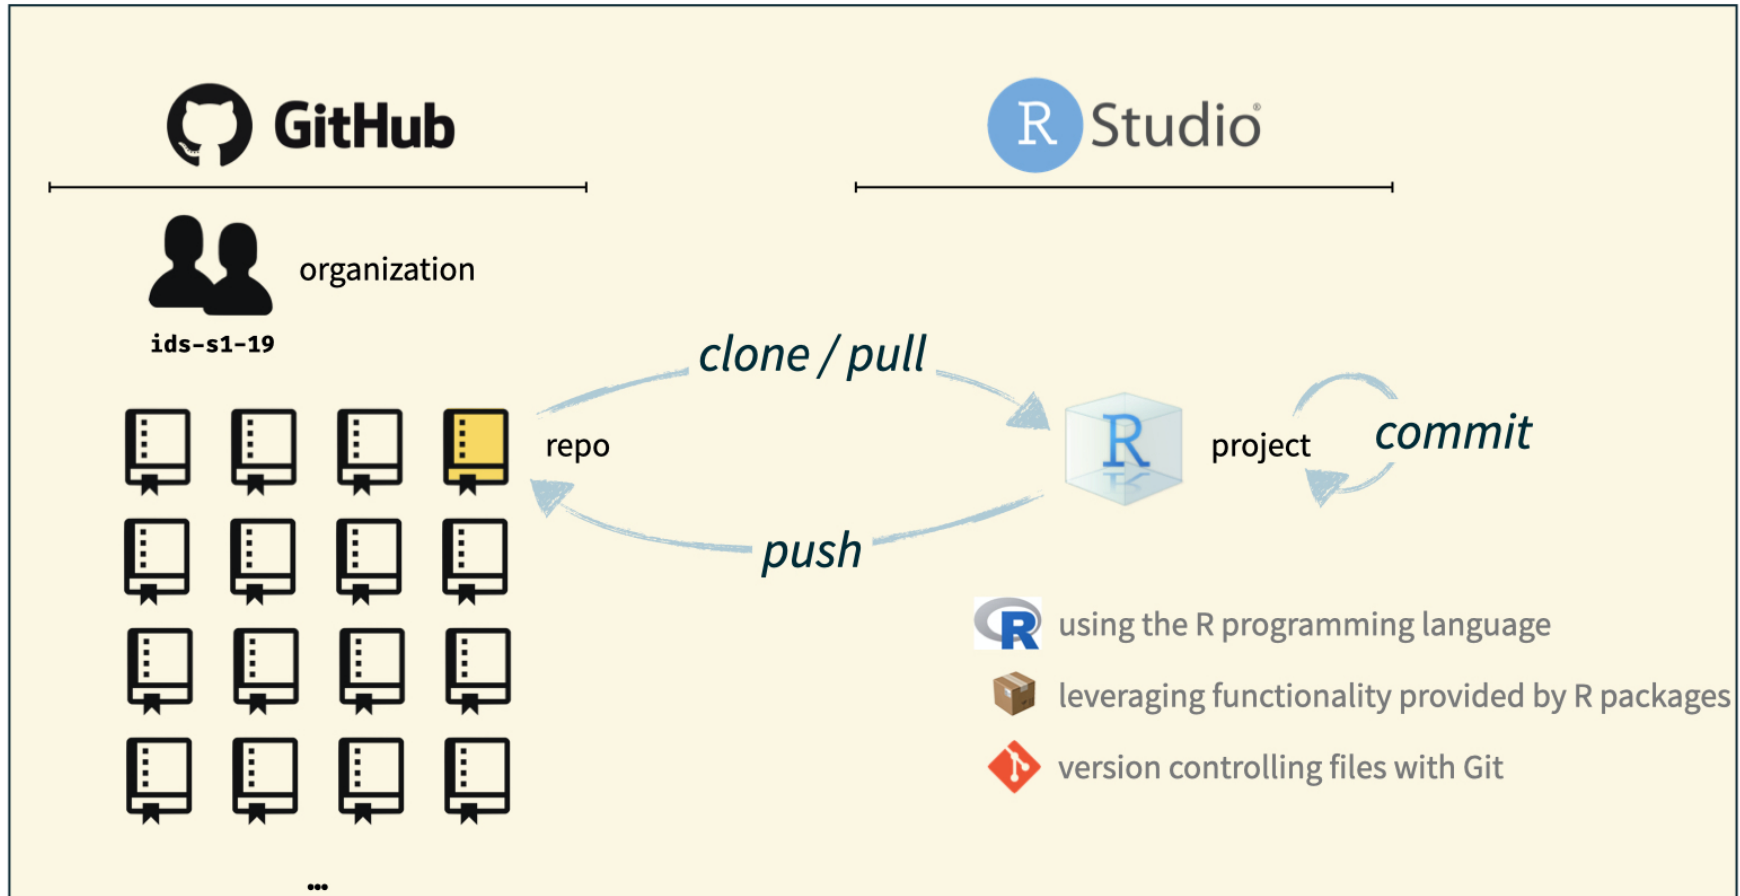 GitHub
R Studio®
organization
ids-s1-19
clone / pull
repo
R
project
commit
push
R using the R programming language
leveraging functionality provided by R packages
version controlling files with Git
...